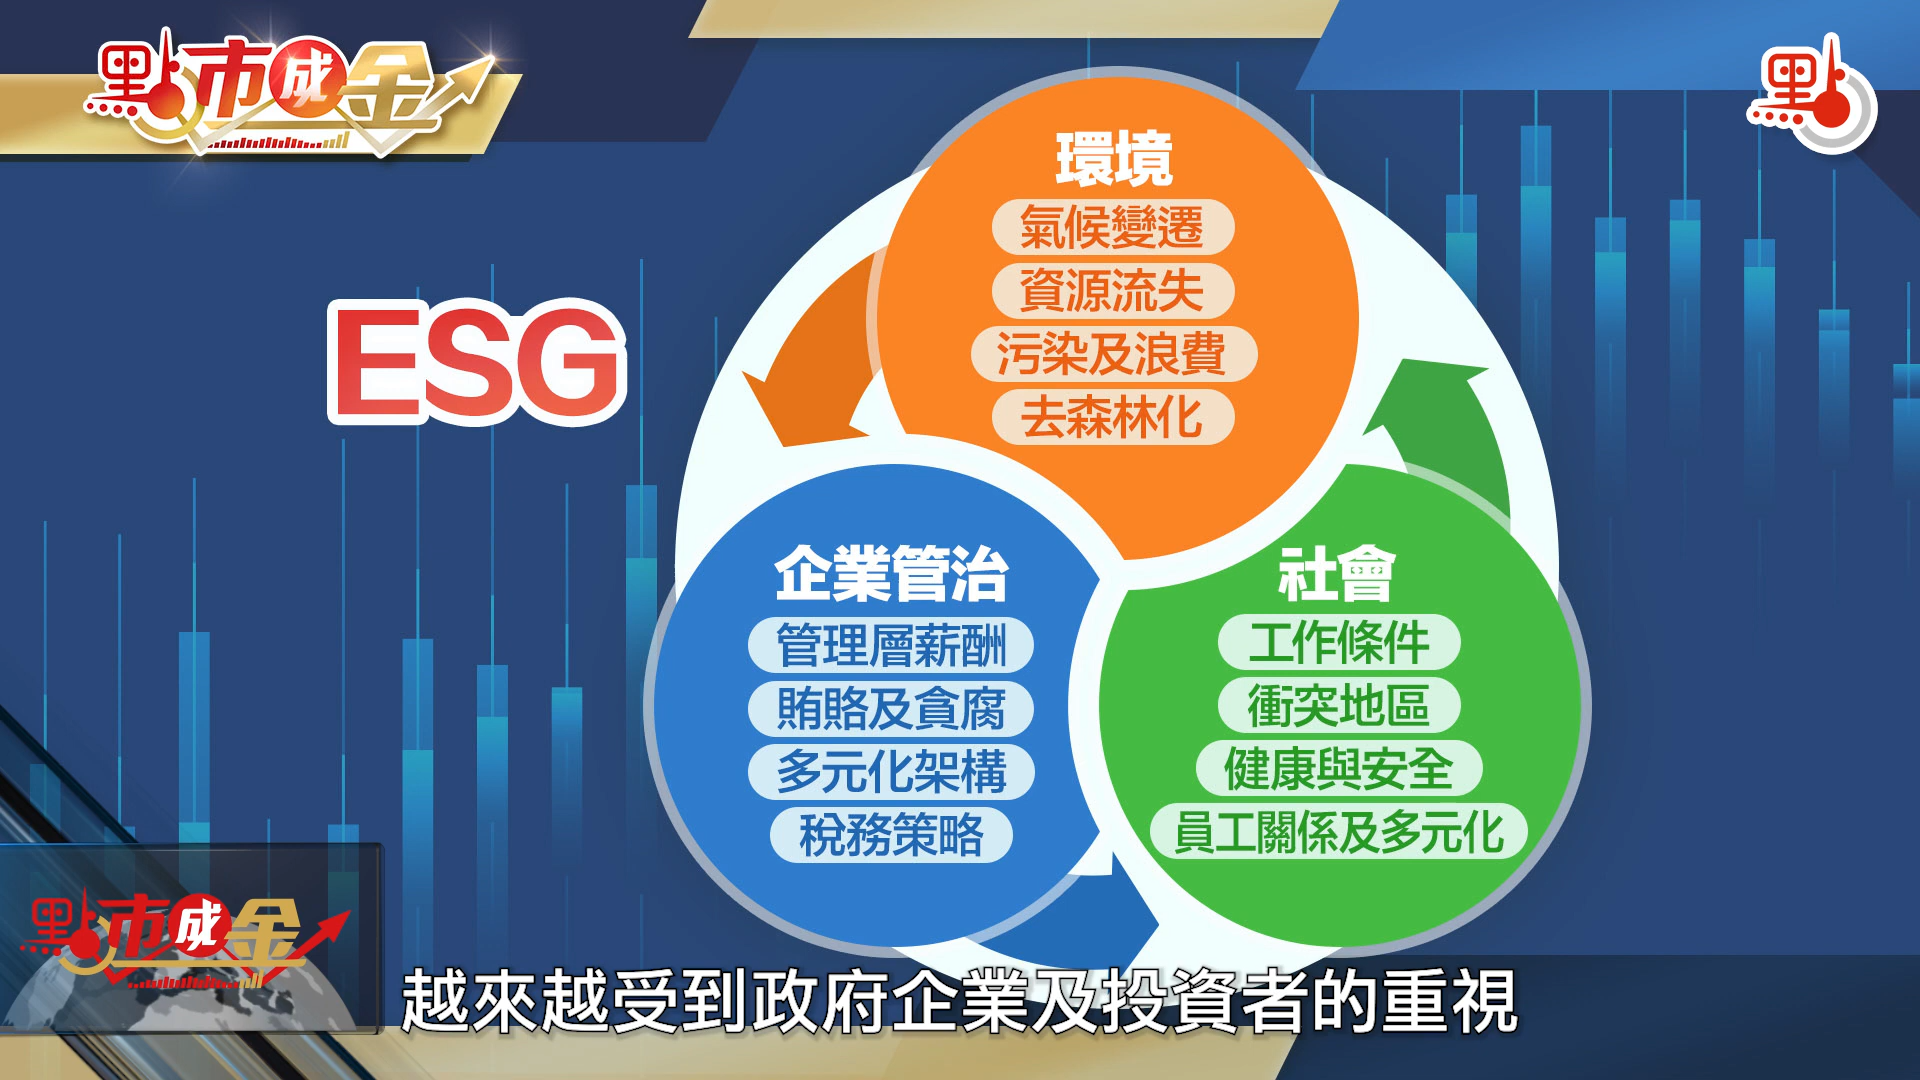 點市成金
點
ESG
環境
氣候變遷
資源流失
污染及浪費
去森林化
企業管治
管理層薪酬
賄賂及貪腐
多元化架構
稅務策略
社會
工作條件
衝突地區
健康與安全
員工關係及多元化
點市成金
越來越受到政府企業及投資者的重視